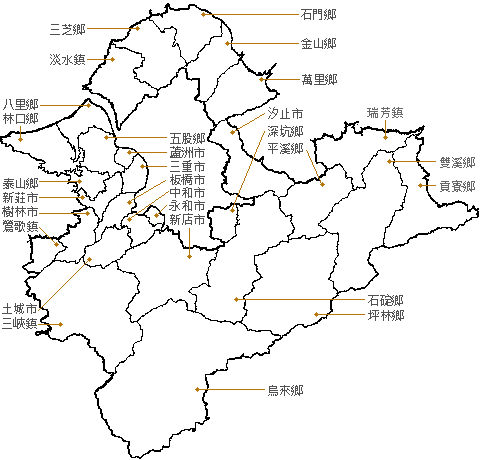 石門鄉
三芝鄉
金山鄉
淡水鎮
萬里鄉
八里鄉
林口鄉
汐止市
瑞芳鎮
深坑鄉
五股鄉
平溪鄉
蘆洲市
雙溪鄉
三重市
板橋市
泰山鄉
中和市
貢寮鄉
新莊市
永和市
樹林市
新店市
鶯歌鎮
石碇鄉
土城市
坪林鄉
三峽鎮
烏來鄉